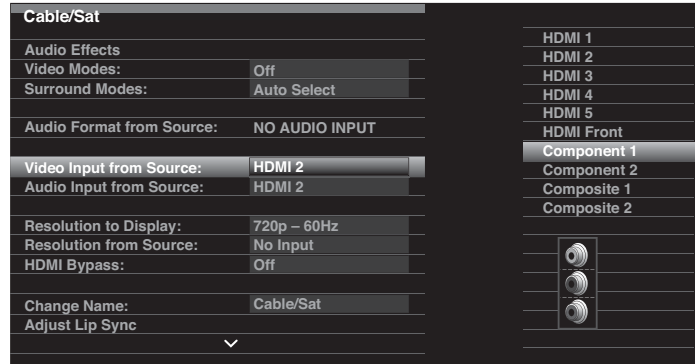 Cable/Sat
Audio Effects
Video Modes: Off
Surround Modes: Auto Select
Audio Format from Source: NO AUDIO INPUT
Video Input from Source: HDMI 2
Audio Input from Source: HDMI 2
Resolution to Display: 720p – 60Hz
Resolution from Source: No Input
HDMI Bypass: Off
Change Name: Cable/Sat
Adjust Lip Sync
HDMI 1
HDMI 2
HDMI 3
HDMI 4
HDMI 5
HDMI Front
Component 1
Component 2
Composite 1
Composite 2